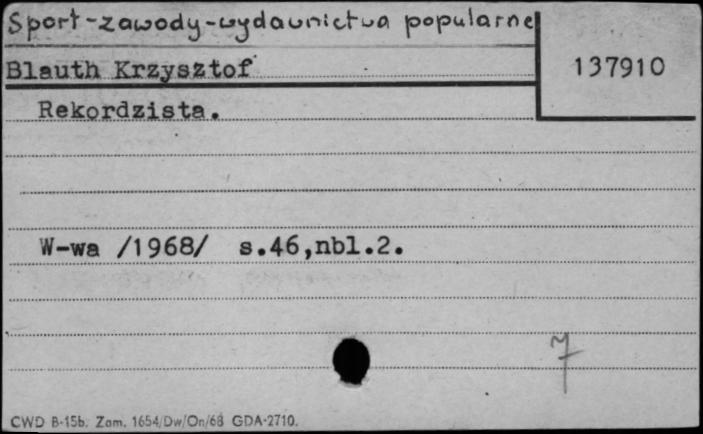 Sport-zawody-wydawnictwa popularne
Blauth Krzysztof
137910
Rekordzista.
W-wa /1968/ s.46,nbl.2.
7
CWD B-15b. Zam. 1654/Dw/On/68 GDA-2710.